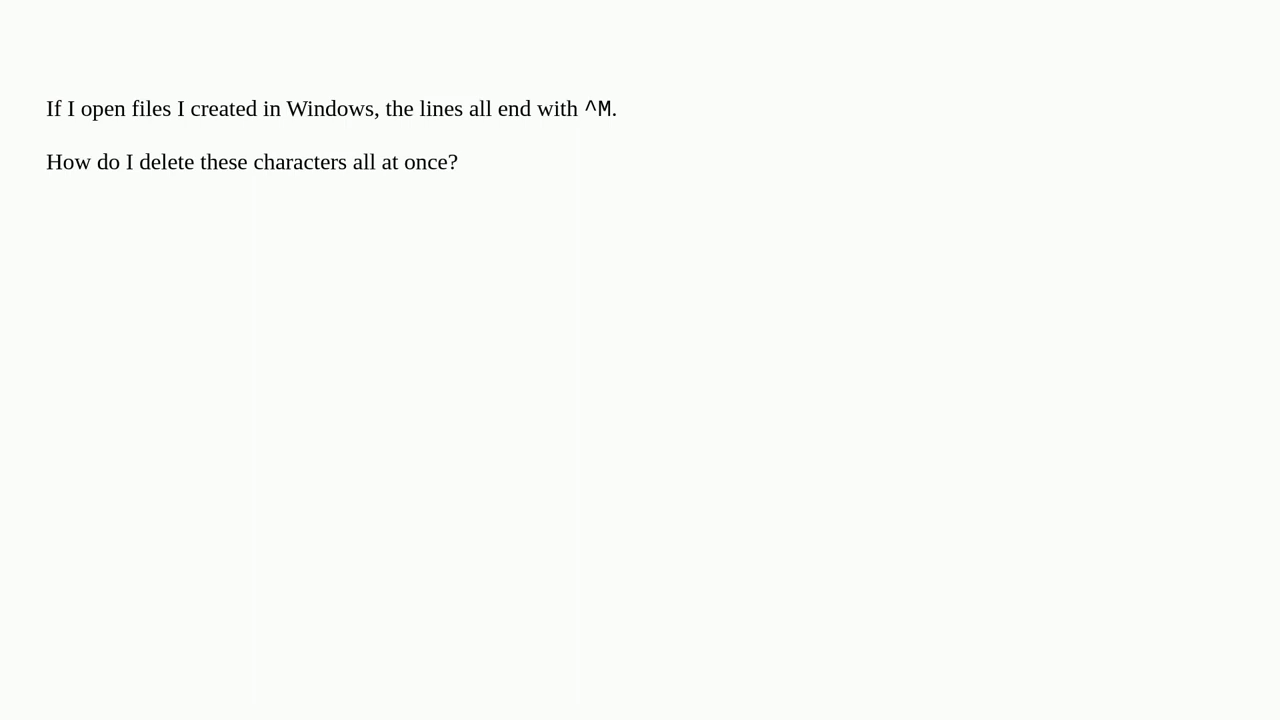 If I open files I created in Windows, the lines all end with ^M.
How do I delete these characters all at once?